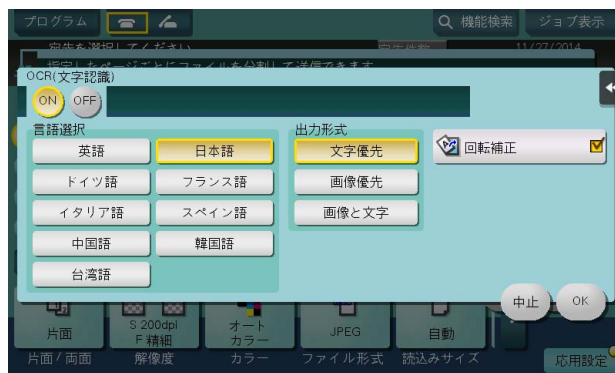 プログラム
機能検索
ジョブ表示
宛先を選択してください
宛先件数
11/27/2014
指定したページごとにファイルを分割して送信できます
OCR(文字認識)
ON OFF
言語選択
英語 日本語
ドイツ語 フランス語
イタリア語 スペイン語
中国語 韓国語
台湾語
出力形式
文字優先
画像優先
画像と文字
回転補正
中止 OK
片面
S 200dpi
F 精細
オート
カラー
JPEG
自動
片面/両面 解像度 カラー ファイル形式 読込みサイズ
応用設定